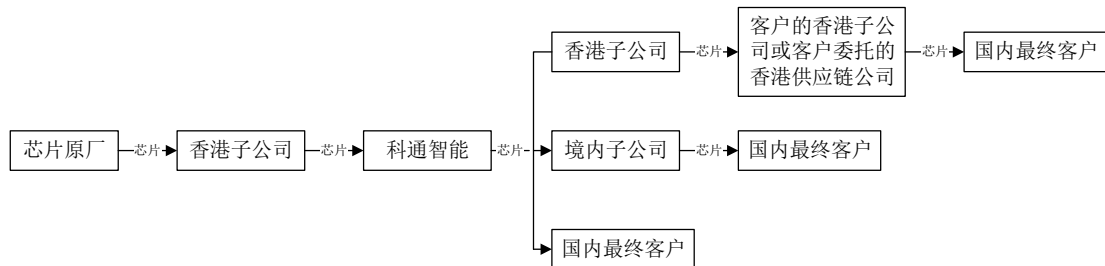 香港子公司
芯片
客户的香港子公
司或客户委托的
香港供应链公司
芯片
国内最终客户
芯片原厂
芯片
香港子公司
芯片
科通智能
芯片
境内子公司
芯片
国内最终客户
国内最终客户